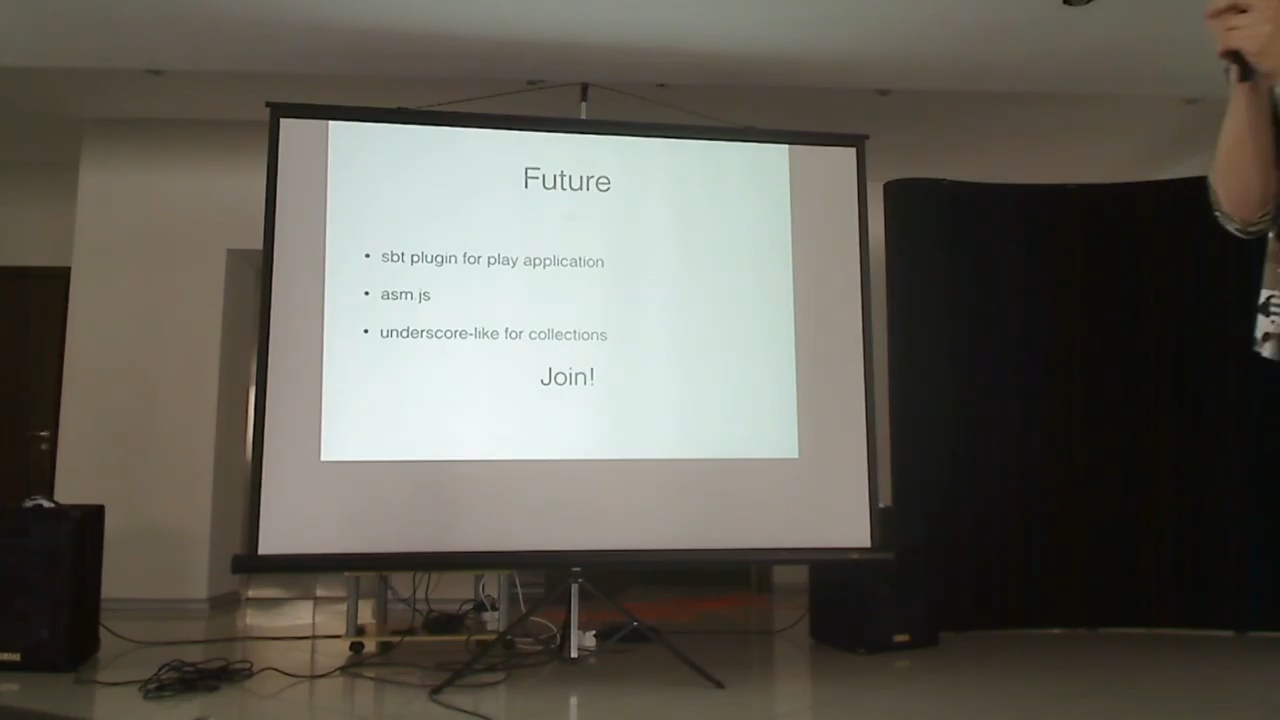 Future
• sbt plugin for play application
• asm.js
• underscore-like for collections
Join!